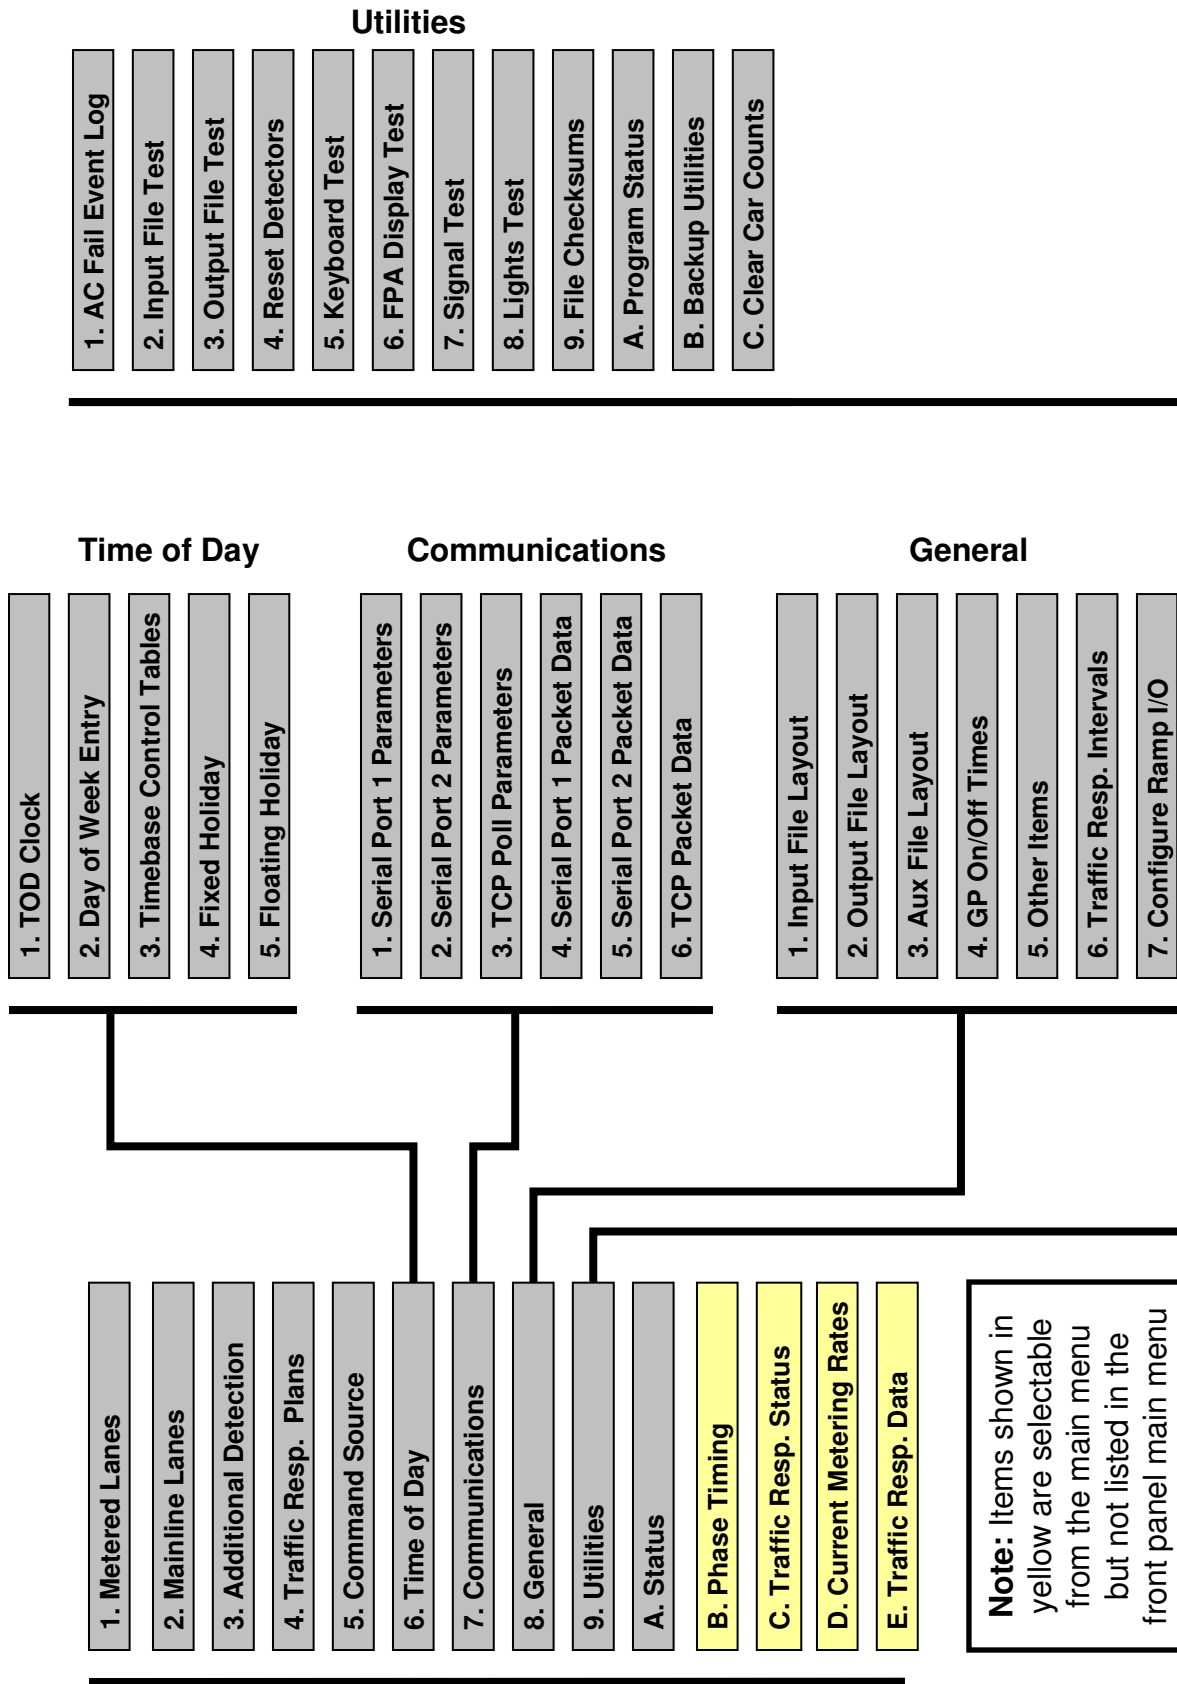 Utilities
1. AC Fail Event Log
2. Input File Test
3. Output File Test
4. Reset Detectors
5. Keyboard Test
6. FPA Display Test
7. Signal Test
8. Lights Test
9. File Checksums
A. Program Status
B. Backup Utilities
C. Clear Car Counts
Time of Day
1. TOD Clock
2. Day of Week Entry
3. Timebase Control Tables
4. Fixed Holiday
5. Floating Holiday
Communications
1. Serial Port 1 Parameters
2. Serial Port 2 Parameters
3. TCP Poll Parameters
4. Serial Port 1 Packet Data
5. Serial Port 2 Packet Data
6. TCP Packet Data
General
1. Input File Layout
2. Output File Layout
3. Aux File Layout
4. GP On/Off Times
5. Other Items
6. Traffic Resp. Intervals
7. Configure Ramp I/O
1. Metered Lanes
2. Mainline Lanes
3. Additional Detection
4. Traffic Resp. Plans
5. Command Source
6. Time of Day
7. Communications
8. General
9. Utilities
A. Status
B. Phase Timing
C. Traffic Resp. Status
D. Current Metering Rates
E. Traffic Resp. Data
Note: Items shown in
yellow are selectable
from the main menu
but not listed in the
front panel main menu